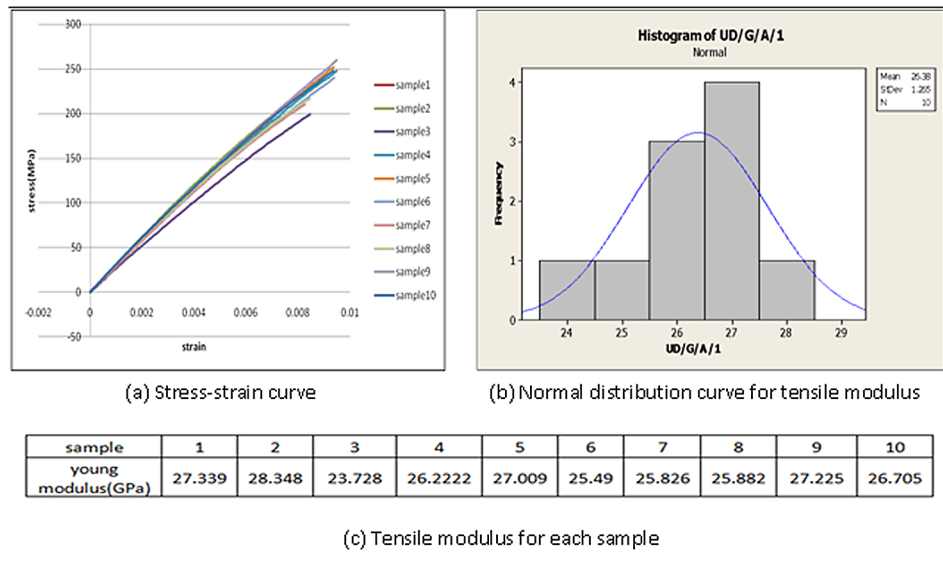 300
250
200
150
100
50
0
-50
-0.002 0 0.002 0.004 0.006 0.008 0.01
stress(MPa)
strain
sample1
sample2
sample3
sample4
sample5
sample6
sample7
sample8
sample9
sample10
(a) Stress-strain curve
Histogram of UD/G/A/1
Normal
Mean 26.38
StDev 1.265
N 10
4
3
2
1
0
Frequency
24 25 26 27 28 29
UD/G/A/1
(b) Normal distribution curve for tensile modulus
sample 1 2 3 4 5 6 7 8 9 10
young
modulus(GPa) 27.339 28.348 23.728 26.2222 27.009 25.49 25.826 25.882 27.225 26.705
(c) Tensile modulus for each sample